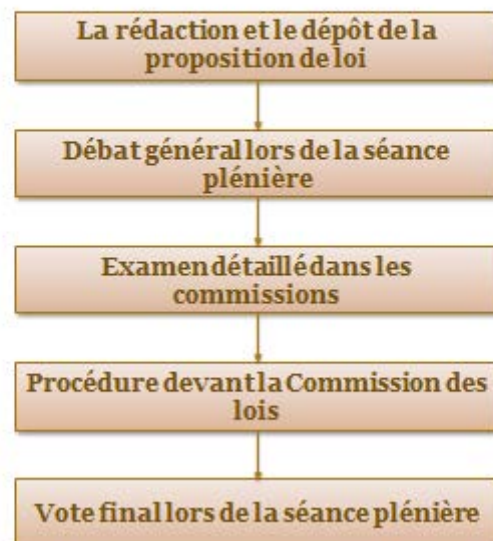 La rédaction et le dépôt de la
proposition de loi
Débat général lors de la séance
plénière
Examen détaillé dans les
commissions
Procédure devant la Commission des
lois
Vote final lors de la séance plénière